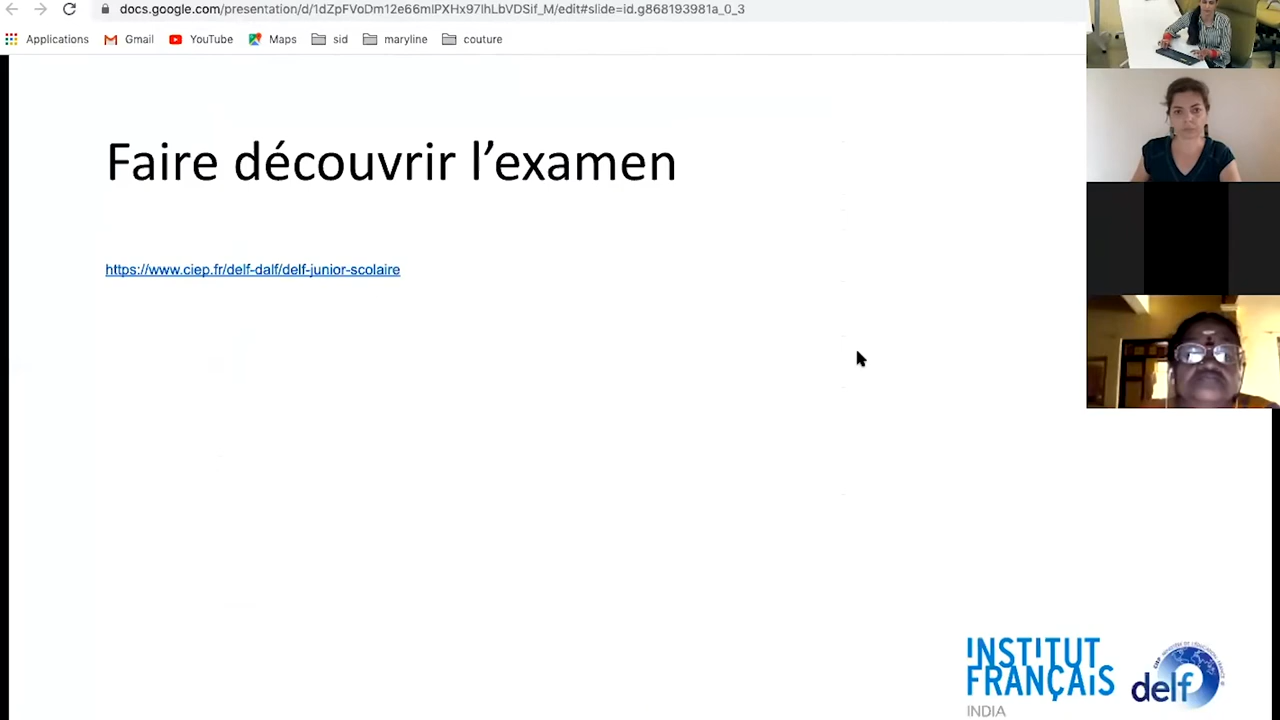 docs.google.com/presentation/d/1dZpFVoDm12e66mIPXHx97lhLbVDSif_M/edit#slide=id.g868193981a_0_3
Applications Gmail YouTube Maps sid maryline couture
Faire découvrir l’examen
https://www.ciep.fr/delf-dalf/delf-junior-scolaire
INSTITUT
FRANÇAIS
INDIA
delf